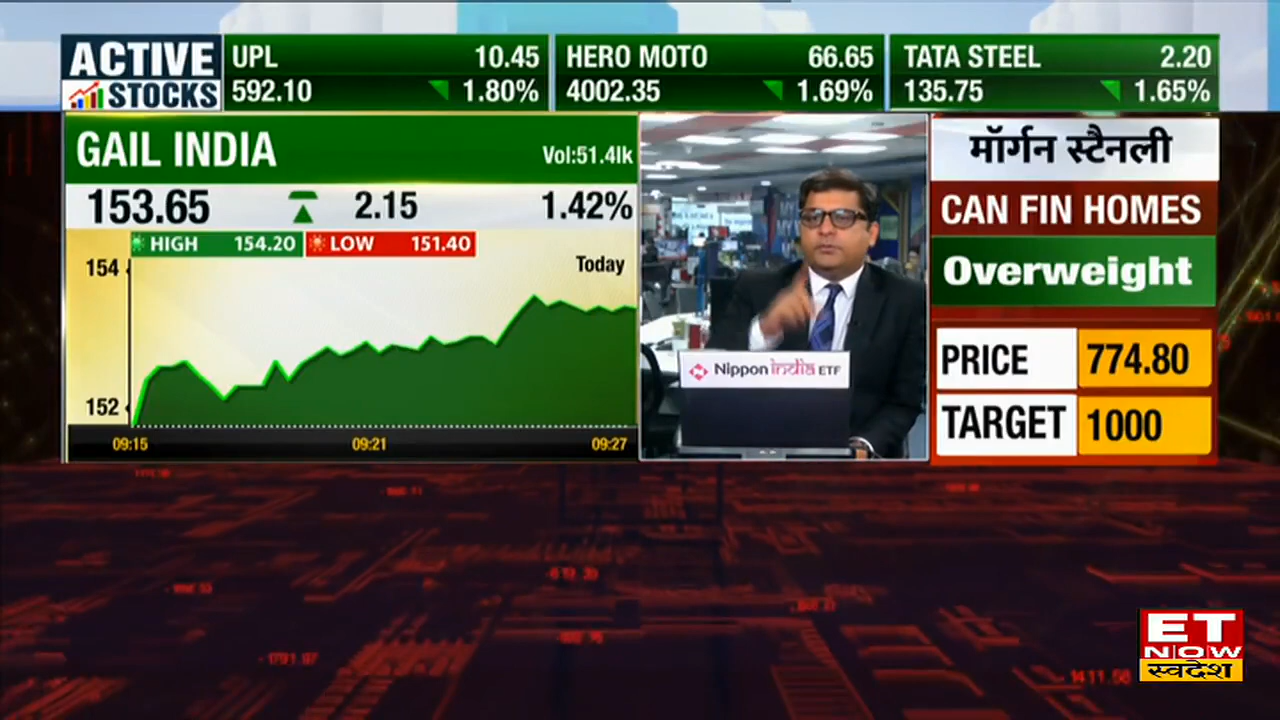 ACTIVE
STOCKS
UPL 10.45
592.10 1.80%
HERO MOTO 66.65
4002.35 1.69%
TATA STEEL 2.20
135.75 1.65%
GAIL INDIA Vol:51.4lk
153.65 2.15 1.42%
HIGH 154.20 LOW 151.40
Today
154
152
09:15 09:21 09:27
Nippon india ETF
मॉर्गन स्टैनली
CAN FIN HOMES
Overweight
PRICE 774.80
TARGET 1000
ET
NOW
स्वदेश